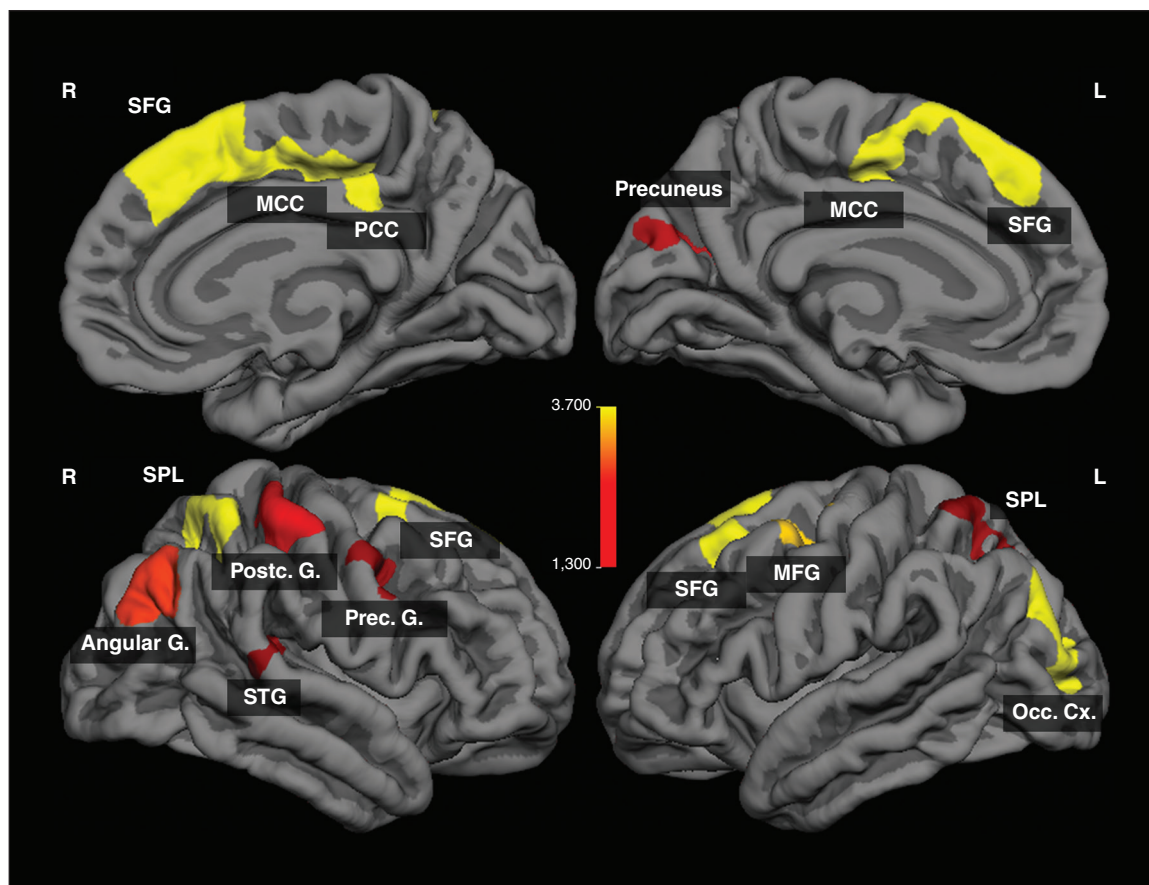 R
L
SFG
Precuneus
MCC
MCC
PCC
SFG
3.700
1,300
R
L
SPL
SPL
SFG
Postc. G.
SFG
MFG
Prec. G.
Angular G.
STG
Occ. Cx.